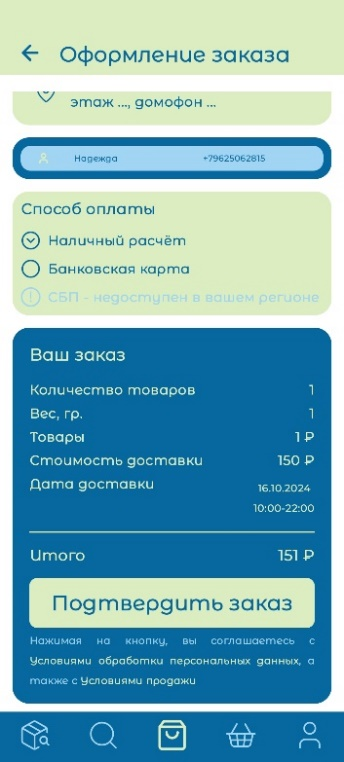 Оформление заказа
этаж ..., домофон ...
Надежда +79625062815
Способ оплаты
Наличный расчёт
Банковская карта
СБП - недоступен в вашем регионе
Ваш заказ
Количество товаров 1
Вес, гр. 1
Товары 1 ₽
Стоимость доставки 150 ₽
Дата доставки 16.10.2024
10:00-22:00
Итого 151 ₽
Подтвердить заказ
Нажимая на кнопку, вы соглашаетесь с
Условиями обработки персональных данных, а
также с Условиями продажи